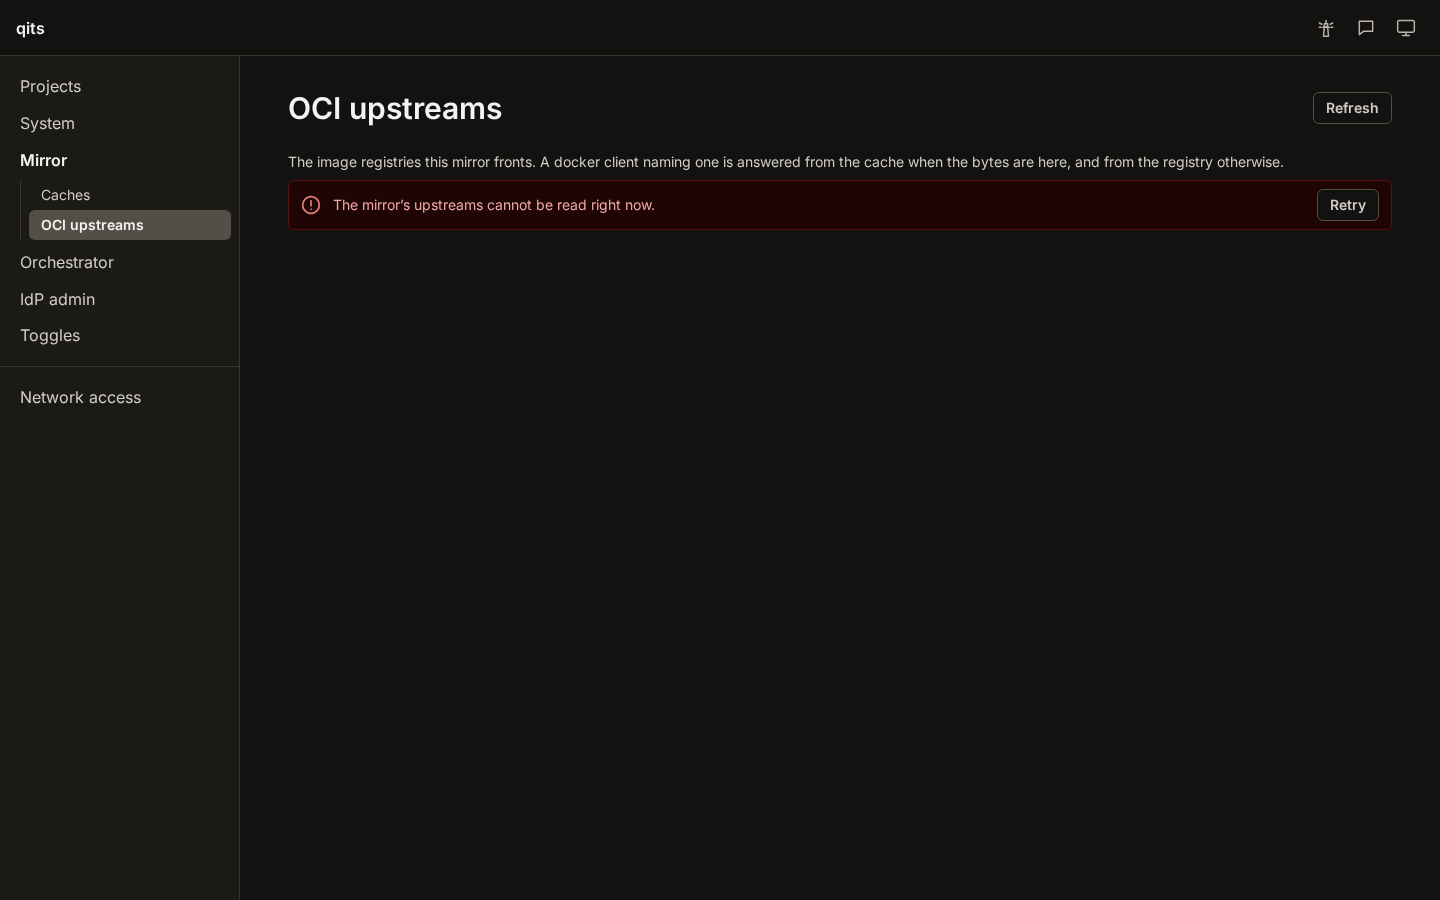 qits
Projects
System
Mirror
Caches
OCI upstreams
Orchestrator
IdP admin
Toggles
Network access
OCI upstreams
Refresh
The image registries this mirror fronts. A docker client naming one is answered from the cache when the bytes are here, and from the registry otherwise.
The mirror’s upstreams cannot be read right now.
Retry